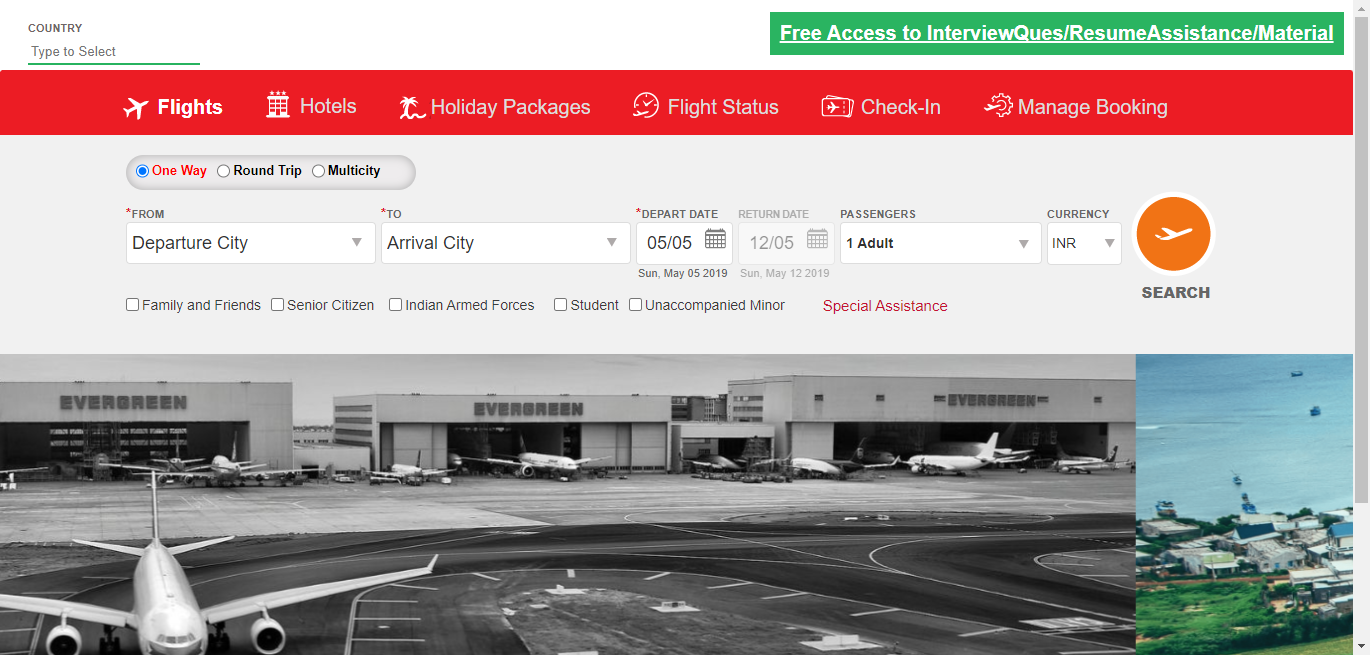 COUNTRY
Type to Select
Free Access to InterviewQues/ResumeAssistance/Material
Flights Hotels Holiday Packages Flight Status Check-In Manage Booking
One Way Round Trip Multicity
*FROM *TO *DEPART DATE RETURN DATE PASSENGERS CURRENCY
Departure City Arrival City 05/05 12/05 1 Adult INR
Sun, May 05 2019 Sun, May 12 2019
SEARCH
Family and Friends Senior Citizen Indian Armed Forces Student Unaccompanied Minor Special Assistance
EVERGREEN EVERGREEN EVERGREEN